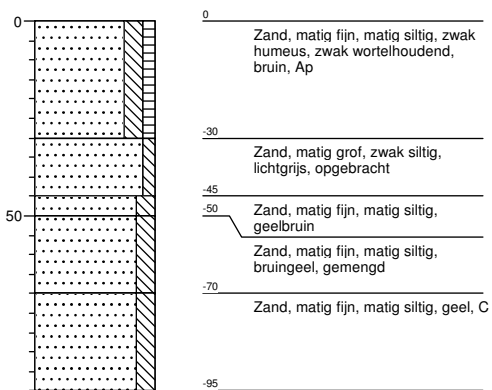 0
0
Zand, matig fijn, matig siltig, zwak
humeus, zwak wortelhoudend,
bruin, Ap
-30
Zand, matig grof, zwak siltig,
lichtgrijs, opgebracht
-45
Zand, matig fijn, matig siltig,
geelbruin
50
-50
Zand, matig fijn, matig siltig,
bruingeel, gemengd
-70
Zand, matig fijn, matig siltig, geel, C
-95